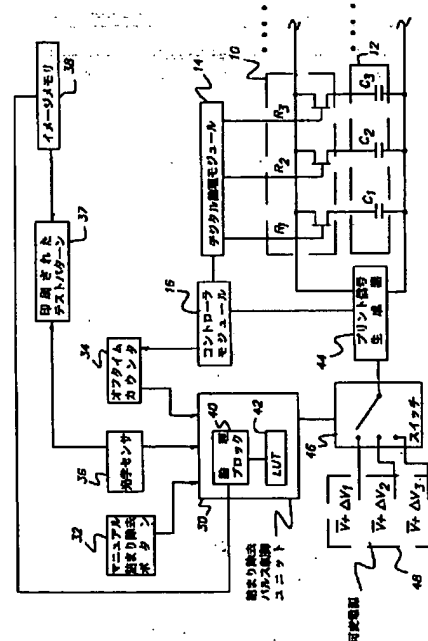 38
イメージメモリ
37
印刷された
テストパターン
10
12
14
デジタル論理モジュール
R1
R2
R3
C1
C2
C3
16
コントローラ
モジュール
34
オフタイム
カウンタ
36
光学センサ
32
マニュアル
詰まり除去
ボタン
30
論理
ブロック
40
LUT
42
詰まり除去
パルス制御
ユニット
44
プリント信号
生成器
46
スイッチ
V+ΔV1
V+ΔV2
V+ΔV3
48
可変電源